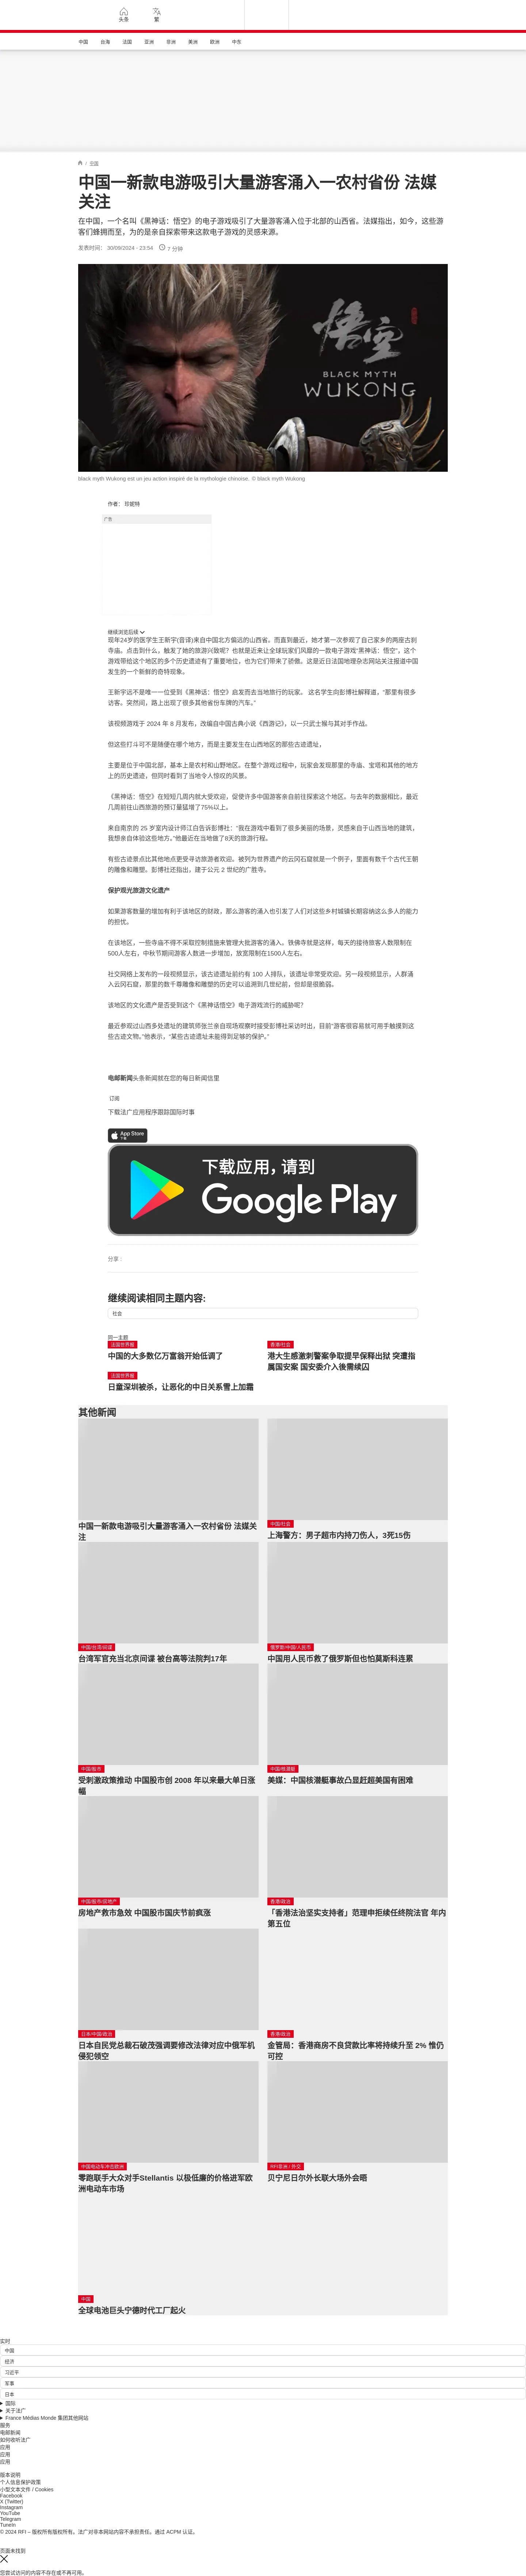 头条
繁
中国
台海
法国
亚洲
非洲
美洲
欧洲
中东
/ 中国
中国一新款电游吸引大量游客涌入一农村省份 法媒
关注
在中国，一个名叫《黑神话：悟空》的电子游戏吸引了大量游客涌入位于北部的山西省。法媒指出，如今，这些游
客们蜂拥而至，为的是亲自探索带来这款电子游戏的灵感来源。
发表时间： 30/09/2024 - 23:54 7 分钟
悟空
BLACK MYTH
WUKONG
black myth Wukong est un jeu action inspiré de la mythologie chinoise. © black myth Wukong
作者： 珍妮特
广告
继续浏览后续
现年24岁的医学生王新宇(音译)来自中国北方偏远的山西省。而直到最近，她才第一次参观了自己家乡的两座古刹
寺庙。点击到什么，触发了她的旅游兴致呢？也就是近来让全球玩家们风靡的一款电子游戏“黑神话：悟空”，这个
游戏带给这个地区的多个历史遗迹有了重要地位，也为它们带来了骄傲。这是近日法国地理杂志网站关注报道中国
发生的一个新鲜的奇特现象。
王新宇远不是唯一一位受到《黑神话：悟空》启发而去当地旅行的玩家。 这名学生向彭博社解释道，“那里有很多
访客。突然间，路上出现了很多其他省份车牌的汽车。”
该视频游戏于 2024 年 8 月发布，改编自中国古典小说《西游记》，以一只武士猴与其对手作战。
但这些打斗可不是随便在哪个地方，而是主要发生在山西地区的那些古迹遗址，
主要是位于中国北部，基本上是农村和山野地区。在整个游戏过程中，玩家会发现那里的寺庙、宝塔和其他的地方
上的历史遗迹，但同时看到了当地令人惊叹的风景。
《黑神话：悟空》在短短几周内就大受欢迎，促使许多中国游客亲自前往探索这个地区。与去年的数据相比，最近
几周前往山西旅游的预订量猛增了75%以上。
来自南京的 25 岁室内设计师江白告诉彭博社：“我在游戏中看到了很多美丽的场景，灵感来自于山西当地的建筑，
我想亲自体验这些地方。”他最近在当地做了8天的旅游行程。
有些古迹景点比其他地点更受寻访旅游者欢迎。被列为世界遗产的云冈石窟就是一个例子，里面有数千个古代王朝
的雕像和雕塑。彭博社还指出，建于公元 2 世纪的广胜寺。
保护观光旅游文化遗产
如果游客数量的增加有利于该地区的财政，那么游客的涌入也引发了人们对这些乡村城镇长期容纳这么多人的能力
的担忧。
在该地区，一些寺庙不得不采取控制措施来管理大批游客的涌入。铁佛寺就是这样，每天的接待旅客人数限制在
500人左右，中秋节期间游客人数进一步增加，放宽限制在1500人左右。
社交网络上发布的一段视频显示，该古迹遗址前约有 100 人排队，该遗址非常受欢迎。另一段视频显示，人群涌
入云冈石窟，那里的数千尊雕像和雕塑的历史可以追溯到几世纪前，但却是很脆弱。
该地区的文化遗产是否受到这个《黑神话悟空》电子游戏流行的威胁呢？
最近参观过山西多处遗址的建筑师张兰亲自现场观察时接受彭博社采访时出，目前“游客很容易就可用手触摸到这
些古迹文物。”他表示，“某些古迹遗址未能得到足够的保护。”
电邮新闻头条新闻就在您的每日新闻信里
订阅
下载法广应用程序跟踪国际时事
App Store
下载应用，请到
Google Play
分享 :
继续阅读相同主题内容:
社会
同一主题
法国世界报
中国的大多数亿万富翁开始低调了
香港/社会
港大生感激刺警案争取提早保释出狱 突遭指
属国安案 国安委介入後需续囚
法国世界报
日童深圳被杀，让恶化的中日关系雪上加霜
其他新闻
中国一新款电游吸引大量游客涌入一农村省份 法媒关
注
中国/社会
上海警方：男子超市内持刀伤人，3死15伤
中国/台湾/间谍
台湾军官充当北京间谍 被台高等法院判17年
俄罗斯/中国/人民币
中国用人民币救了俄罗斯但也怕莫斯科连累
中国/股市
受刺激政策推动 中国股市创 2008 年以来最大单日涨
幅
中国/核潜艇
美媒：中国核潜艇事故凸显赶超美国有困难
中国/股市/房地产
房地产救市急效 中国股市国庆节前疯涨
香港/政治
「香港法治坚实支持者」范理申拒续任终院法官 年内
第五位
日本/中国/政治
日本自民党总裁石破茂强调要修改法律对应中俄军机
侵犯领空
香港/政治
金管局：香港商房不良贷款比率将持续升至 2% 惟仍
可控
中国电动车冲击欧洲
零跑联手大众对手Stellantis 以极低廉的价格进军欧
洲电动车市场
RFI非洲 / 外交
贝宁尼日尔外长联大场外会晤
中国
全球电池巨头宁德时代工厂起火
实时
中国
经济
习近平
军事
日本
国际
关于法广
France Médias Monde 集团其他网站
服务
电邮新闻
如何收听法广
应用
应用
应用
版本说明
个人信息保护政策
小型文本文件 / Cookies
Facebook
X (Twitter)
Instagram
YouTube
Telegram
TuneIn
© 2024 RFI – 版权所有版权所有。法广对非本网站内容不承担责任。通过 ACPM 认证。
页面未找到
您尝试访问的内容不存在或不再可用。